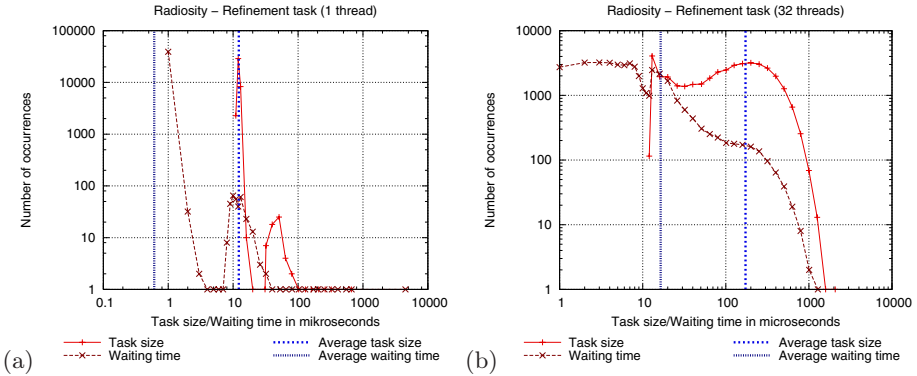 Radiosity – Refinement task (1 thread)
Number of occurrences
100000
10000
1000
100
10
1
0.1 1 10 100 1000 10000
Task size/Waiting time in mikroseconds
Task size
Waiting time
Average task size
Average waiting time
(a)
Radiosity – Refinement task (32 threads)
Number of occurrences
10000
1000
100
10
1
1 10 100 1000 10000
Task size/Waiting time in microseconds
Task size
Waiting time
Average task size
Average waiting time
(b)